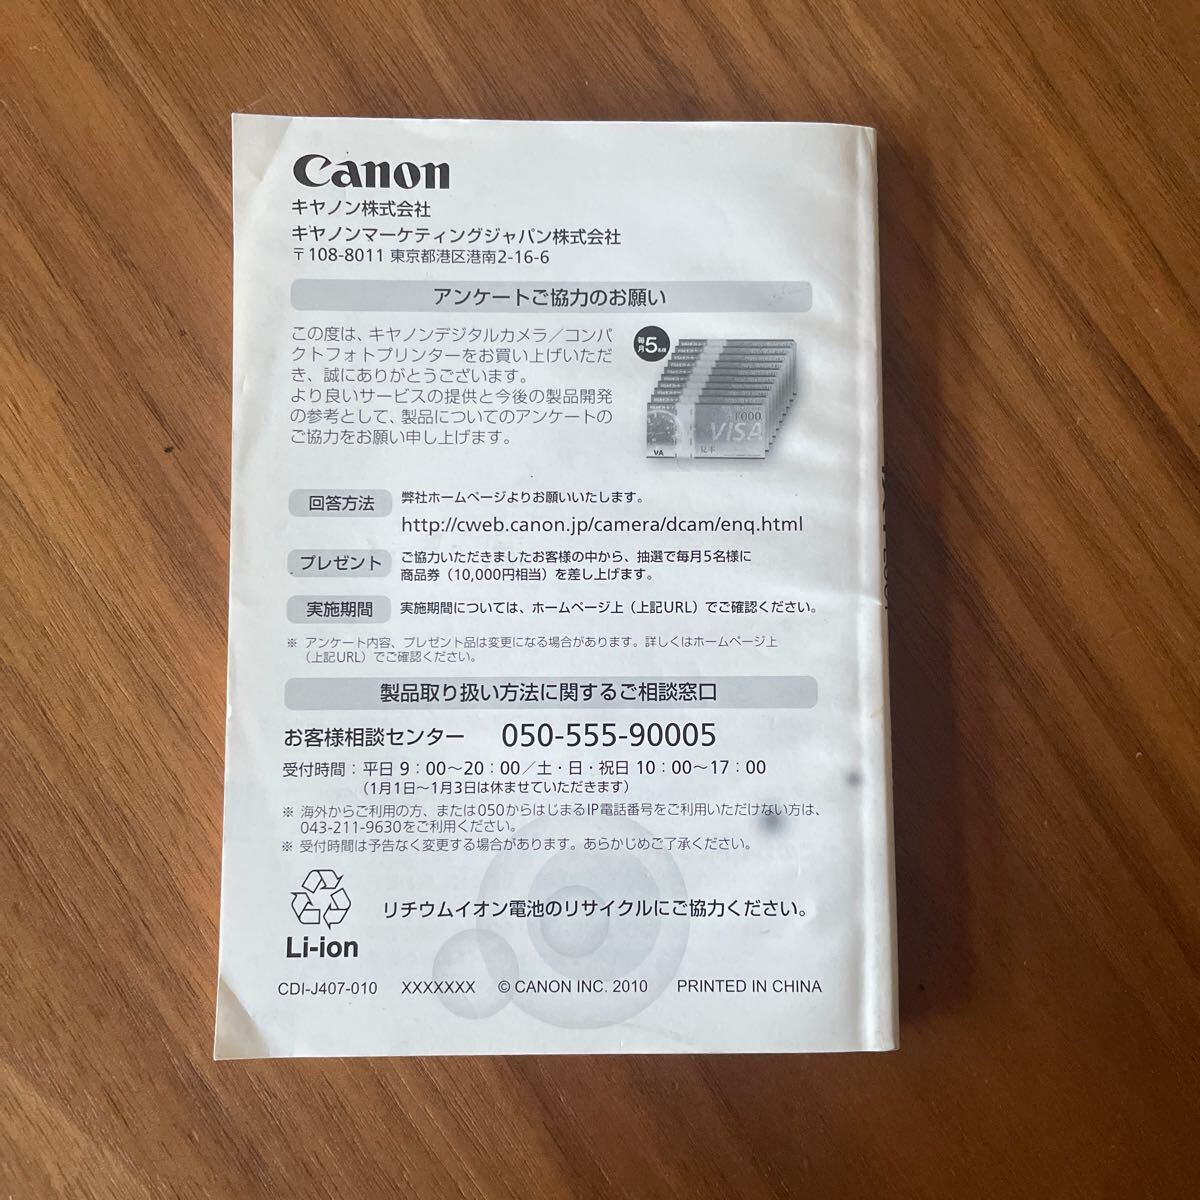 Canon
キヤノン株式会社
キヤノンマーケティングジャパン株式会社
〒108-8011 東京都港区港南2-16-6
アンケートご協力のお願い
この度は、キヤノンデジタルカメラ／コンパ
クトフォトプリンターをお買い上げいただ
き、誠にありがとうございます。
より良いサービスの提供と今後の製品開発
の参考として、製品についてのアンケートの
ご協力をお願い申し上げます。
毎月5名様
VISA
VA
見本
回答方法
弊社ホームページよりお願いいたします。
http://cweb.canon.jp/camera/dcam/enq.html
プレゼント
ご協力いただきましたお客様の中から、抽選で毎月5名様に
商品券（10,000円相当）を差し上げます。
実施期間
実施期間については、ホームページ上（上記URL）でご確認ください。
※ アンケート内容、プレゼント品は変更になる場合があります。詳しくはホームページ上
（上記URL）でご確認ください。
製品取り扱い方法に関するご相談窓口
お客様相談センター 050-555-90005
受付時間：平日 9：00～20：00／土・日・祝日 10：00～17：00
（1月1日～1月3日は休ませていただきます）
※ 海外からご利用の方、または050からはじまるIP電話番号をご利用いただけない方は、
043-211-9630をご利用ください。
※ 受付時間は予告なく変更する場合があります。あらかじめご了承ください。
リチウムイオン電池のリサイクルにご協力ください。
Li-ion
CDI-J407-010 XXXXXXX © CANON INC. 2010 PRINTED IN CHINA